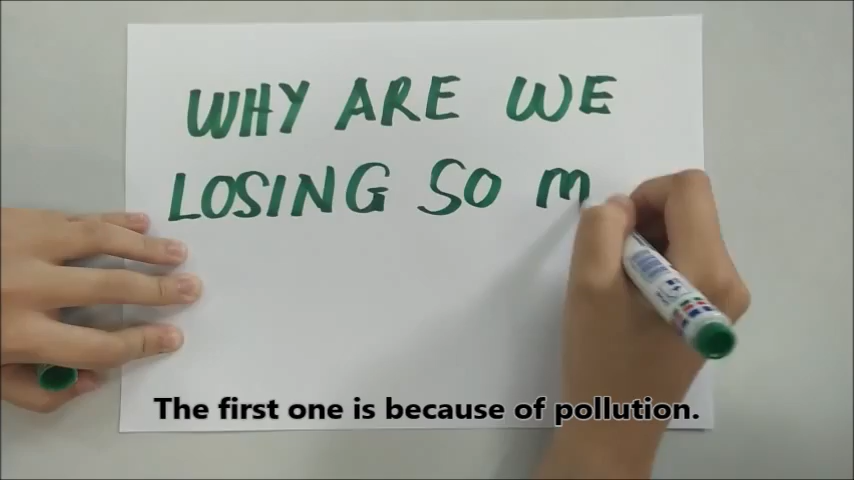 WHY ARE WE
LOSING SO M
The first one is because of pollution.